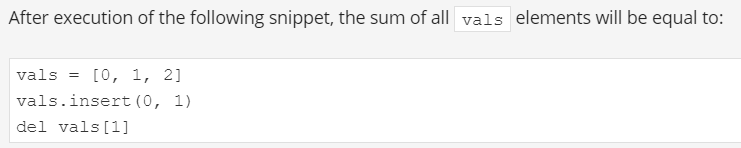 After execution of the following snippet, the sum of all vals elements will be equal to:
vals = [0, 1, 2]
vals.insert(0, 1)
del vals[1]